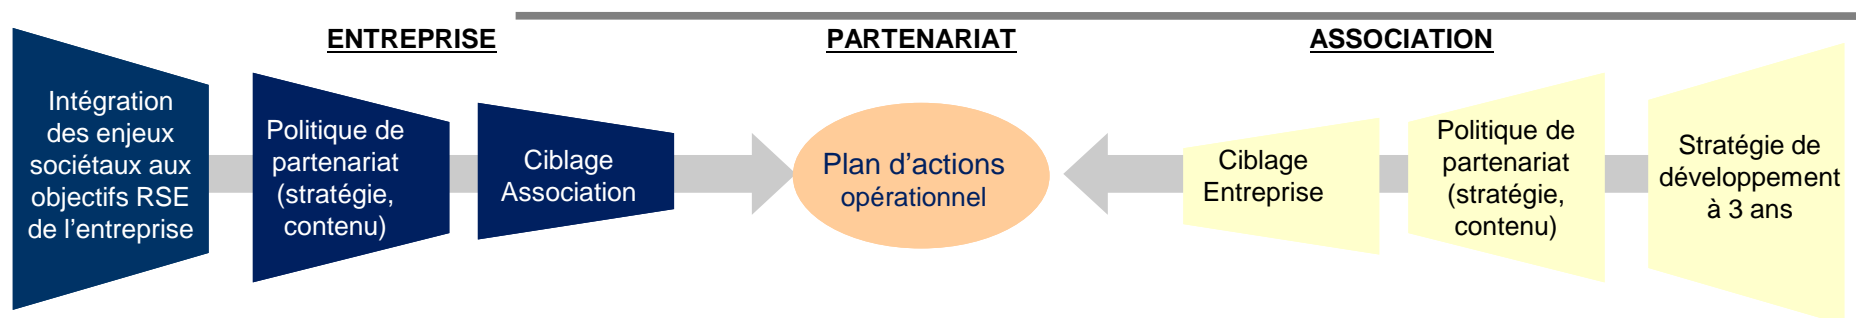 ENTREPRISE
PARTENARIAT
ASSOCIATION
Intégration
des enjeux
sociétaux aux
objectifs RSE
de l’entreprise
Politique de
partenariat
(stratégie,
contenu)
Ciblage
Association
Plan d’actions
opérationnel
Ciblage
Entreprise
Politique de
partenariat
(stratégie,
contenu)
Stratégie de
développement
à 3 ans